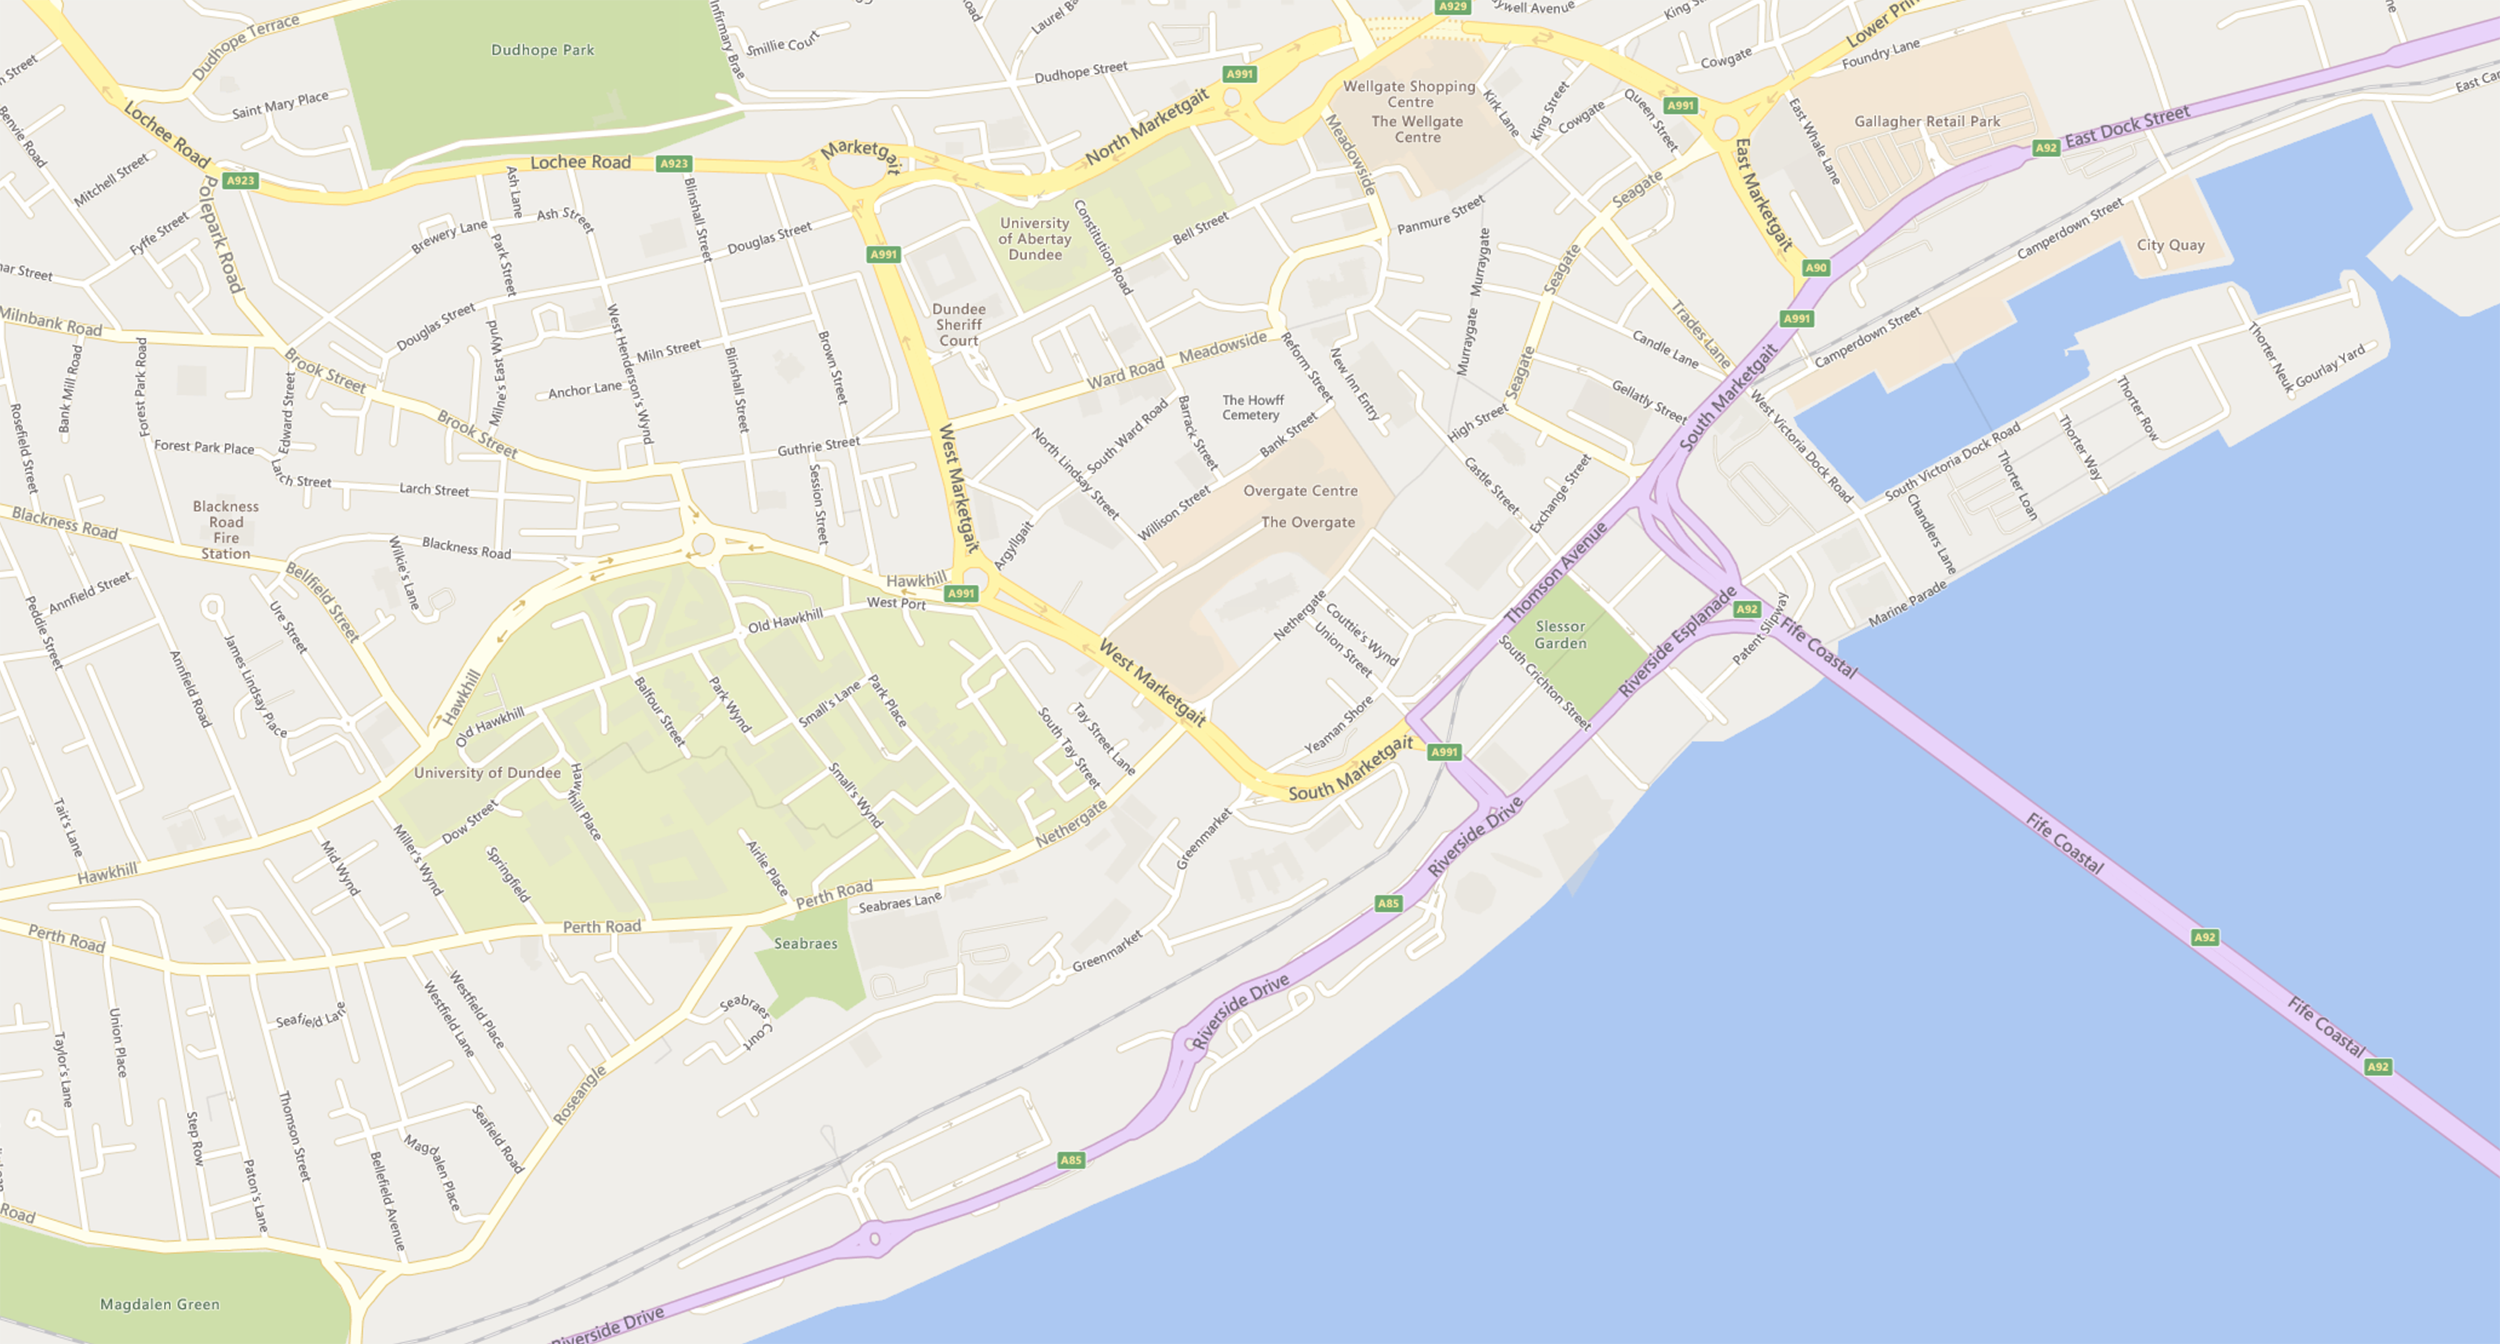 A929
Laywell Avenue
Dudhope Terrace
Dudhope Park
Infirmary Brae
Smillie Court
Dudhope Street
A991
Wellgate Shopping
Centre
The Wellgate
Centre
Kirk Lane
King Street
Cowgate
Queen Street
A991
Cowgate
Foundry Lane
East Whale Lane
Gallagher Retail Park
A92
East Dock Street
Saint Mary Place
Lochee Road
Benvie Road
Mitchell Street
A923
Lochee Road
A923
Marketgait
North Marketgait
Meadowside
East Marketgait
Seagate
Polepark Road
Fyffe Street
Brewery Lane
Ash Lane
Ash Street
Park Street
Blinshall Street
Douglas Street
A991
University
of Abertay
Dundee
Constitution Road
Bell Street
Panmure Street
Murraygate
Murraygate
Seagate
Camperdown Street
City Quay
A90
A991
Milnbank Road
Douglas Street
Milne's East Wynd
West Henderson's Wynd
Miln Street
Anchor Lane
Brown Street
Blinshall Street
Dundee
Sheriff
Court
Ward Road
Meadowside
Reform Street
New Inn Entry
Seagate
Trades Lane
Candle Lane
Gellatly Street
South Marketgait
Camperdown Street
Thorter Neuk
Gourlay Yard
Bank Mill Road
Forest Park Road
Brook Street
Edward Street
Brook Street
Rosefield Street
Forest Park Place
Larch Street
Larch Street
Guthrie Street
Session Street
West Marketgait
North Lindsay Street
South Ward Road
Barrack Street
The Howff
Cemetery
Bank Street
Willison Street
High Street
Castle Street
Exchange Street
Overgate Centre
The Overgate
West Victoria Dock Road
South Victoria Dock Road
Thorter Row
Thorter Way
Thorter Loan
Chandlers Lane
Marine Parade
Blackness
Road
Fire
Station
Blackness Road
Blackness Road
Wilkie's Lane
Bellfield Street
Annfield Street
Peddie Street
Ure Street
James Lindsay Place
Annfield Road
Hawkhill
A991
Argyllgait
West Port
Old Hawkhill
Old Hawkhill
Hawkhill
Balfour Street
Park Wynd
Small's Lane
Park Place
Small's Wynd
South Tay Street
Tay Street Lane
West Marketgait
Nethergate
Couttie's Wynd
Union Street
Yeaman Shore
South Marketgait
A991
Thomson Avenue
Slessor
Garden
South Crichton Street
Riverside Esplanade
A92
Patent Slipway
Fife Coastal
University of Dundee
Hawkhill Place
Dow Street
Miller's Wynd
Springfield
Airlie Place
Nethergate
Greenmarket
Riverside Drive
A85
Fife Coastal
A92
Fife Coastal
A92
Tait's Lane
Hawkhill
Mid Wynd
Perth Road
Perth Road
Perth Road
Seabraes Lane
Seabraes
Greenmarket
Seabraes Court
Riverside Drive
Westfield Place
Westfield Lane
Seafield Lane
Union Place
Taylor's Lane
Thomson Street
Step Row
Paton's Lane
Bellefield Avenue
Magdalen Place
Seafield Road
Roseangle
A85
Road
Magdalen Green
Riverside Drive